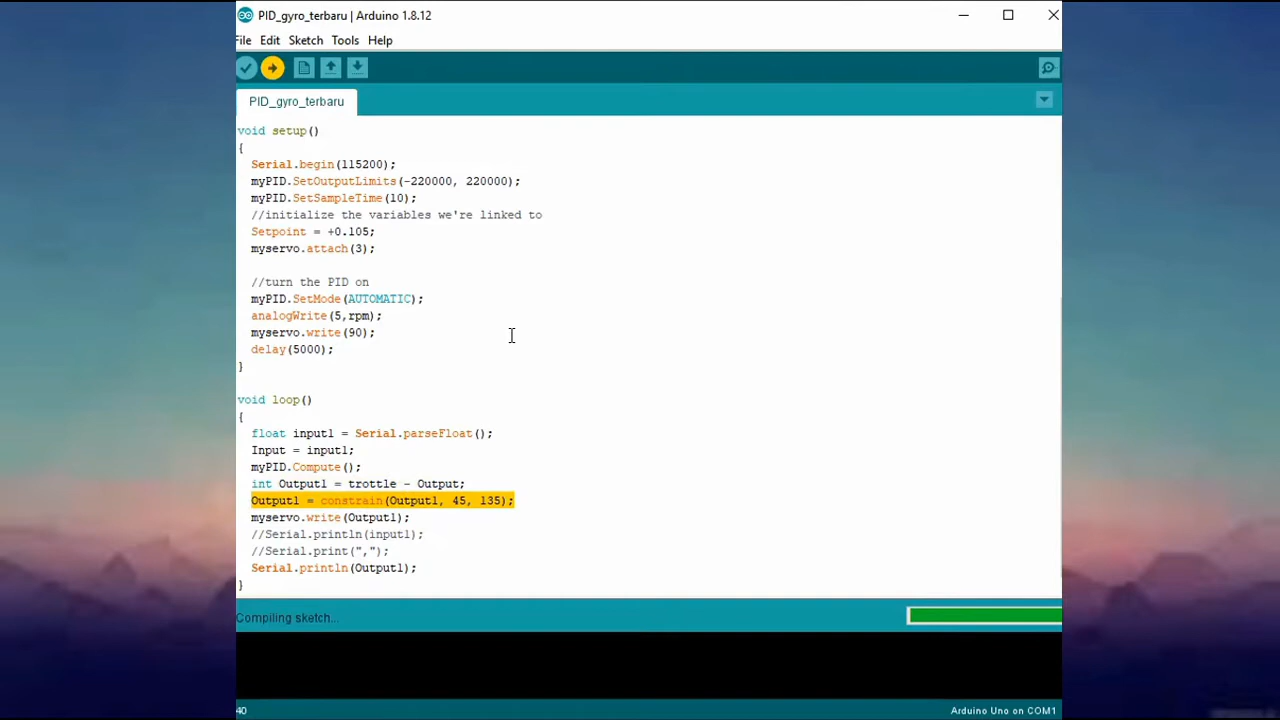 PID_gyro_terbaru | Arduino 1.8.12
File Edit Sketch Tools Help
PID_gyro_terbaru
void setup()
{
Serial.begin(115200);
myPID.SetOutputLimits(-220000, 220000);
myPID.SetSampleTime(10);
//initialize the variables we're linked to
Setpoint = +0.105;
myservo.attach(3);
//turn the PID on
myPID.SetMode(AUTOMATIC);
analogWrite(5,rpm);
myservo.write(90);
delay(5000);
}
void loop()
{
float input1 = Serial.parseFloat();
Input = input1;
myPID.Compute();
int Output1 = trottle - Output;
Output1 = constrain(Output1, 45, 135);
myservo.write(Output1);
//Serial.println(input1);
//Serial.print(",");
Serial.println(Output1);
}
Compiling sketch...
40
Arduino Uno on COM1